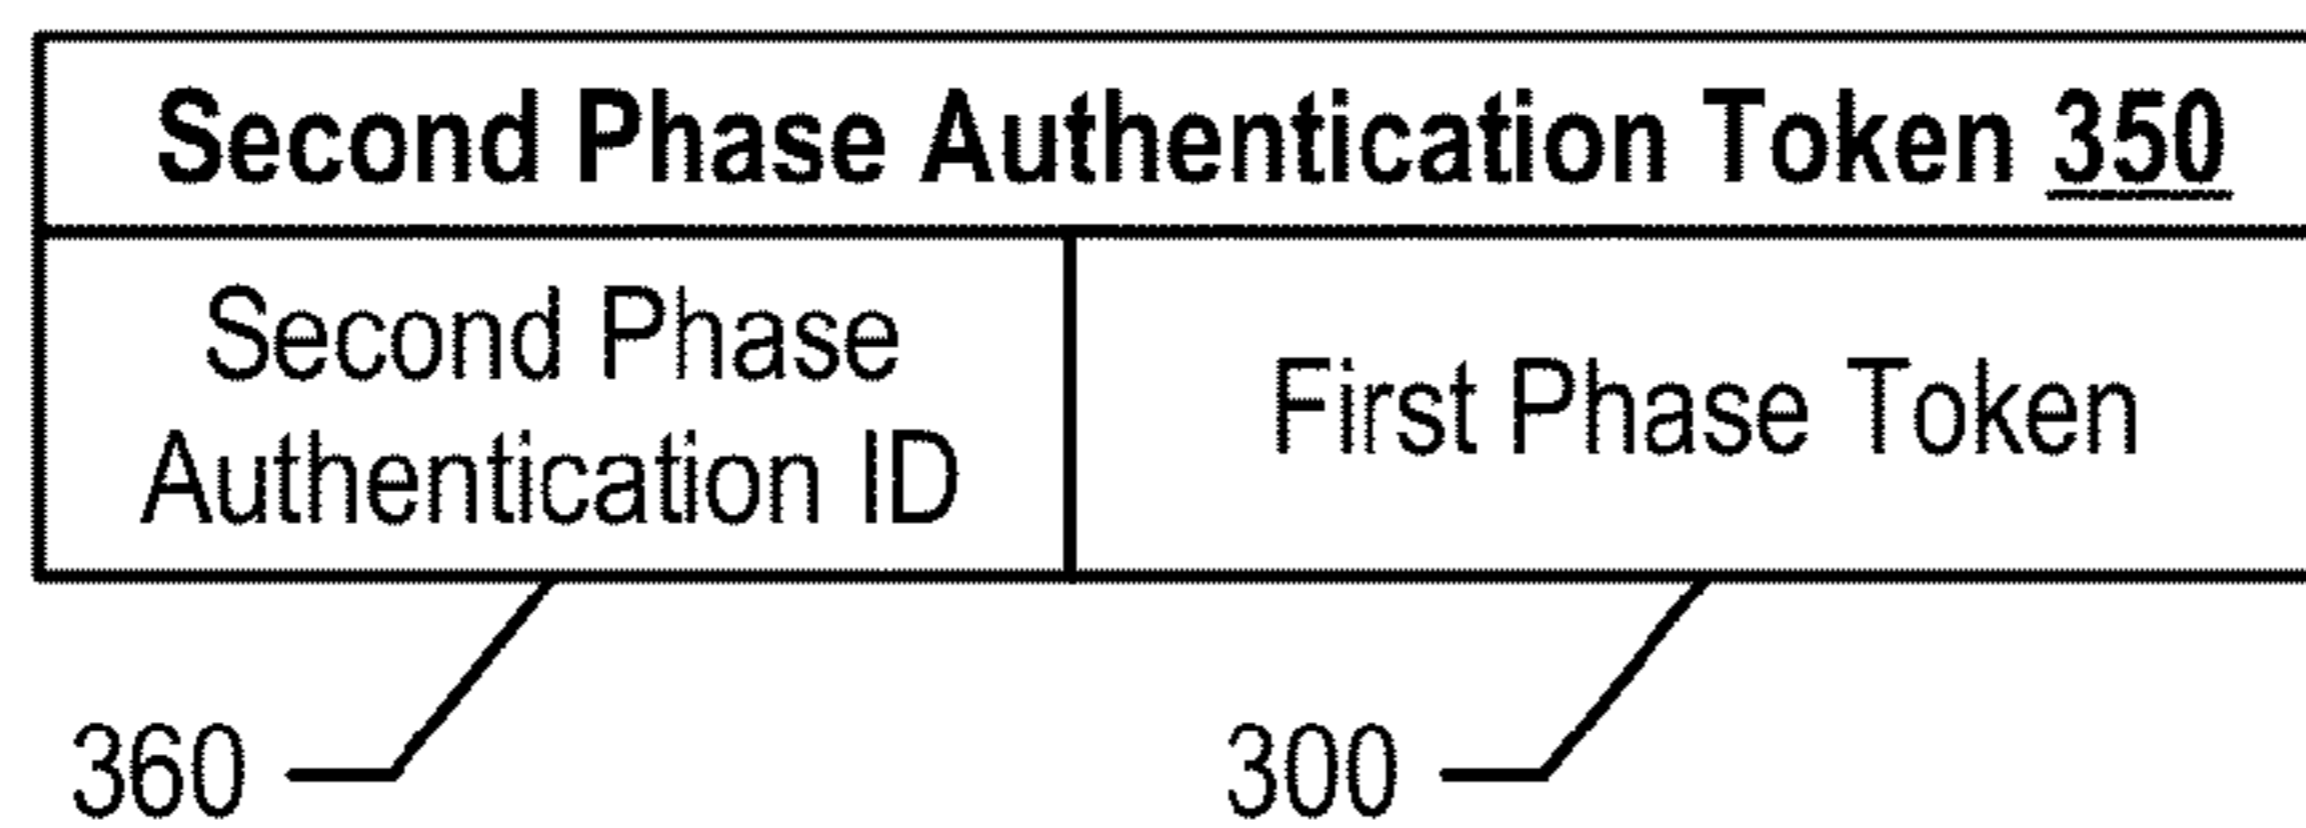 Second Phase Authentication Token 350
Second Phase
Authentication ID
First Phase Token
360
300